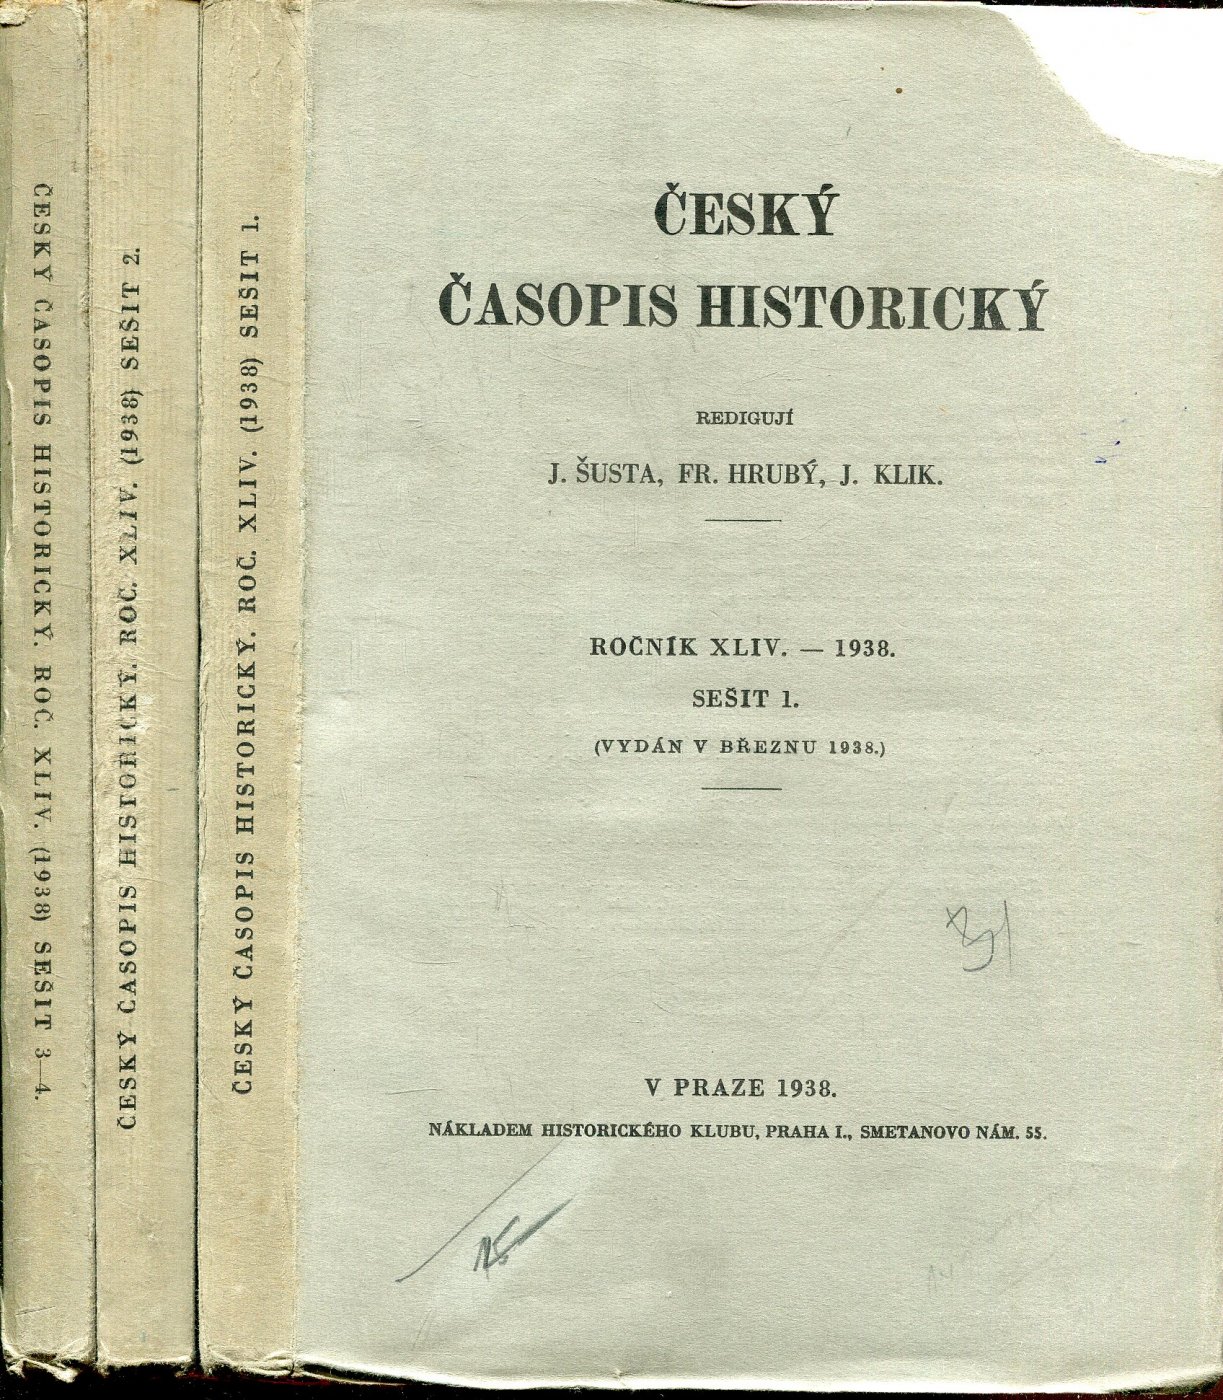 ČESKÝ ČASOPIS HISTORICKÝ. ROČ. XLIV. (1938) SEŠIT 3—4.
ČESKÝ ČASOPIS HISTORICKÝ. ROČ. XLIV. (1938) SEŠIT 2.
ČESKÝ ČASOPIS HISTORICKÝ. ROČ. XLIV. (1938) SEŠIT 1.
ČESKÝ
ČASOPIS HISTORICKÝ
REDIGUJÍ
J. ŠUSTA, FR. HRUBÝ, J. KLIK.
ROČNÍK XLIV. — 1938.
SEŠIT 1.
(VYDÁN V BŘEZNU 1938.)
V PRAZE 1938.
NÁKLADEM HISTORICKÉHO KLUBU, PRAHA I., SMETANOVO NÁM. 55.